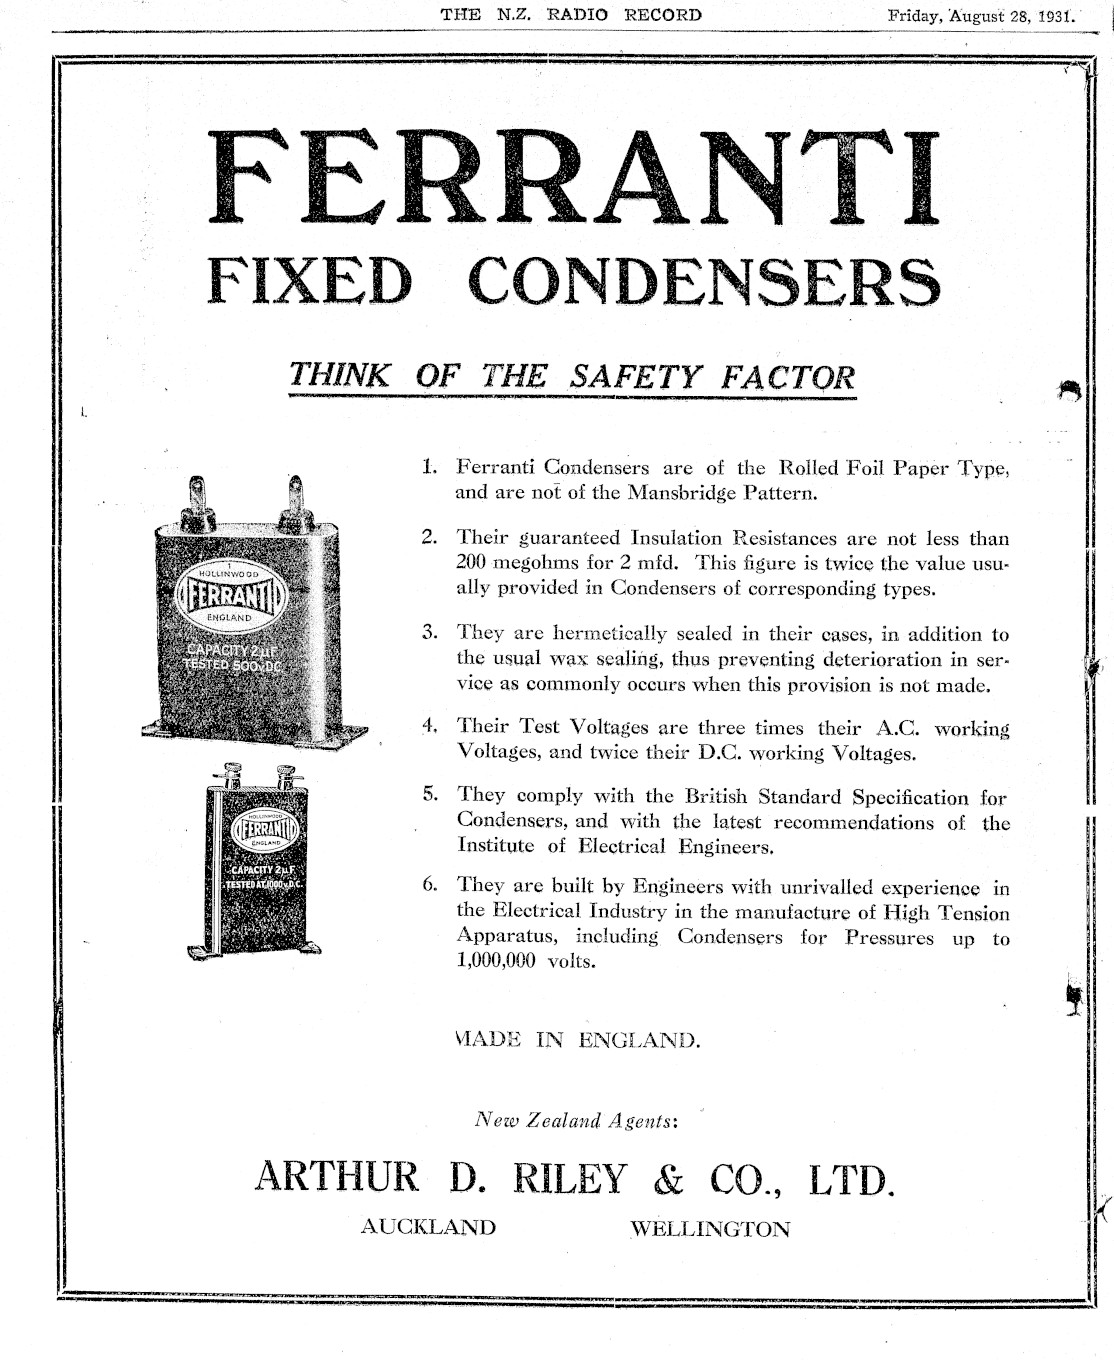 THE N.Z. RADIO RECORD
Friday, August 28, 1931.
FERRANTI
FIXED CONDENSERS
THINK OF THE SAFETY FACTOR
1. Ferranti Condensers are of the Rolled Foil Paper Type,
and are not of the Mansbridge Pattern.
2. Their guaranteed Insulation Resistances are not less than
200 megohms for 2 mfd. This figure is twice the value usu-
ally provided in Condensers of corresponding types.
3. They are hermetically sealed in their cases, in addition to
the usual wax sealing, thus preventing deterioration in ser-
vice as commonly occurs when this provision is not made.
4. Their Test Voltages are three times their A.C. working
Voltages, and twice their D.C. working Voltages.
5. They comply with the British Standard Specification for
Condensers, and with the latest recommendations of the
Institute of Electrical Engineers.
6. They are built by Engineers with unrivalled experience in
the Electrical Industry in the manufacture of High Tension
Apparatus, including Condensers for Pressures up to
1,000,000 volts.
HOLLINWOOD
FERRANTI
ENGLAND
CAPACITY 2µF
TESTED 500v DC
HOLLINWOOD
FERRANTI
ENGLAND
CAPACITY 2µF
TESTED AT 1000v D.C.
MADE IN ENGLAND.
New Zealand Agents:
ARTHUR D. RILEY & CO., LTD.
AUCKLAND WELLINGTON